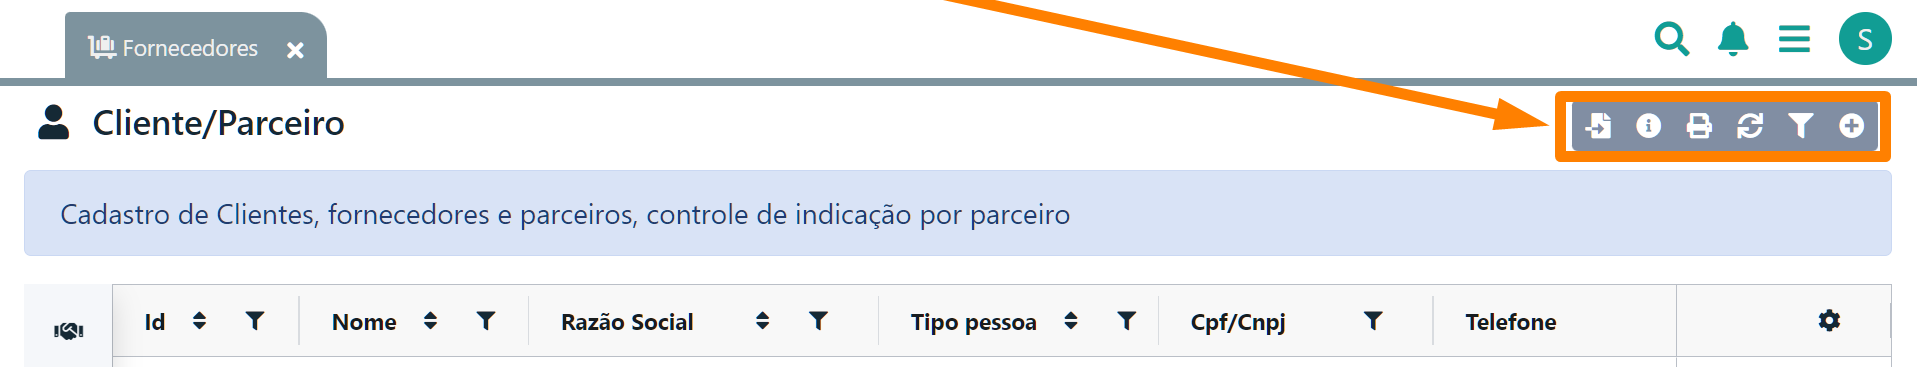 Fornecedores
S
Cliente/Parceiro
Cadastro de Clientes, fornecedores e parceiros, controle de indicação por parceiro
Id Nome Razão Social Tipo pessoa Cpf/Cnpj Telefone